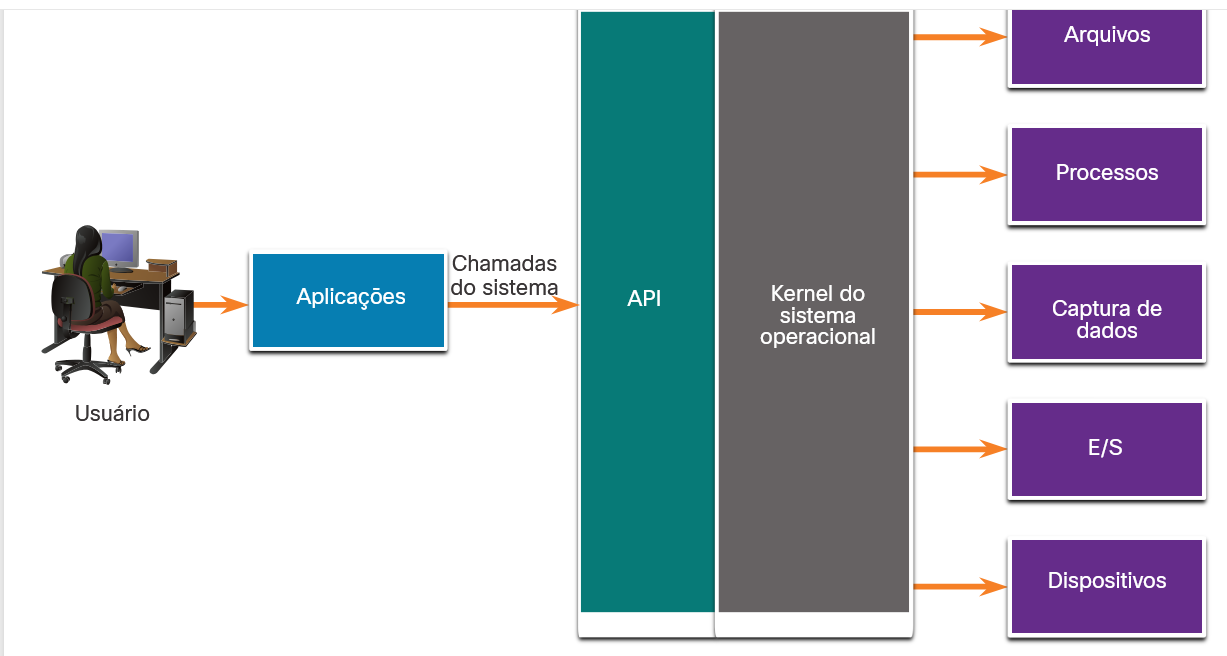 Arquivos
Processos
Chamadas
do sistema
Aplicações
API
Kernel do
sistema
operacional
Captura de
dados
Usuário
E/S
Dispositivos